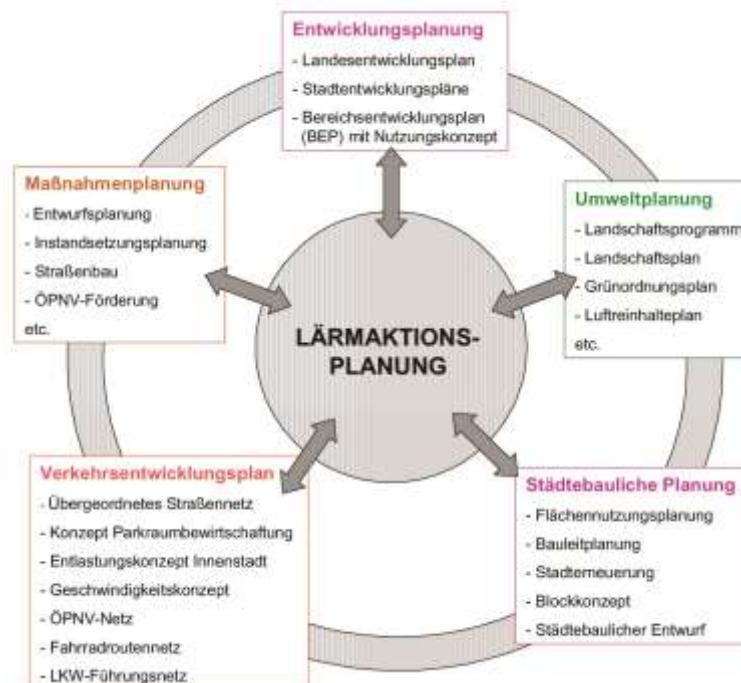 Entwicklungsplanung
- Landesentwicklungsplan
- Stadtentwicklungspläne
- Bereichsentwicklungsplan
(BEP) mit Nutzungskonzept
Maßnahmenplanung
- Entwurfsplanung
- Instandsetzungsplanung
- Straßenbau
- ÖPNV-Förderung
etc.
Umweltplanung
- Landschaftsprogramm
- Landschaftsplan
- Grünordnungsplan
- Luftreinhalteplan
etc.
LÄRMAKTIONS-
PLANUNG
Verkehrsentwicklungsplan
- Übergeordnetes Straßennetz
- Konzept Parkraumbewirtschaftung
- Entlastungskonzept Innenstadt
- Geschwindigkeitskonzept
- ÖPNV-Netz
- Fahrradroutennetz
- LKW-Führungsnetz
Städtebauliche Planung
- Flächennutzungsplanung
- Bauleitplanung
- Stadterneuerung
- Blockkonzept
- Städtebaulicher Entwurf